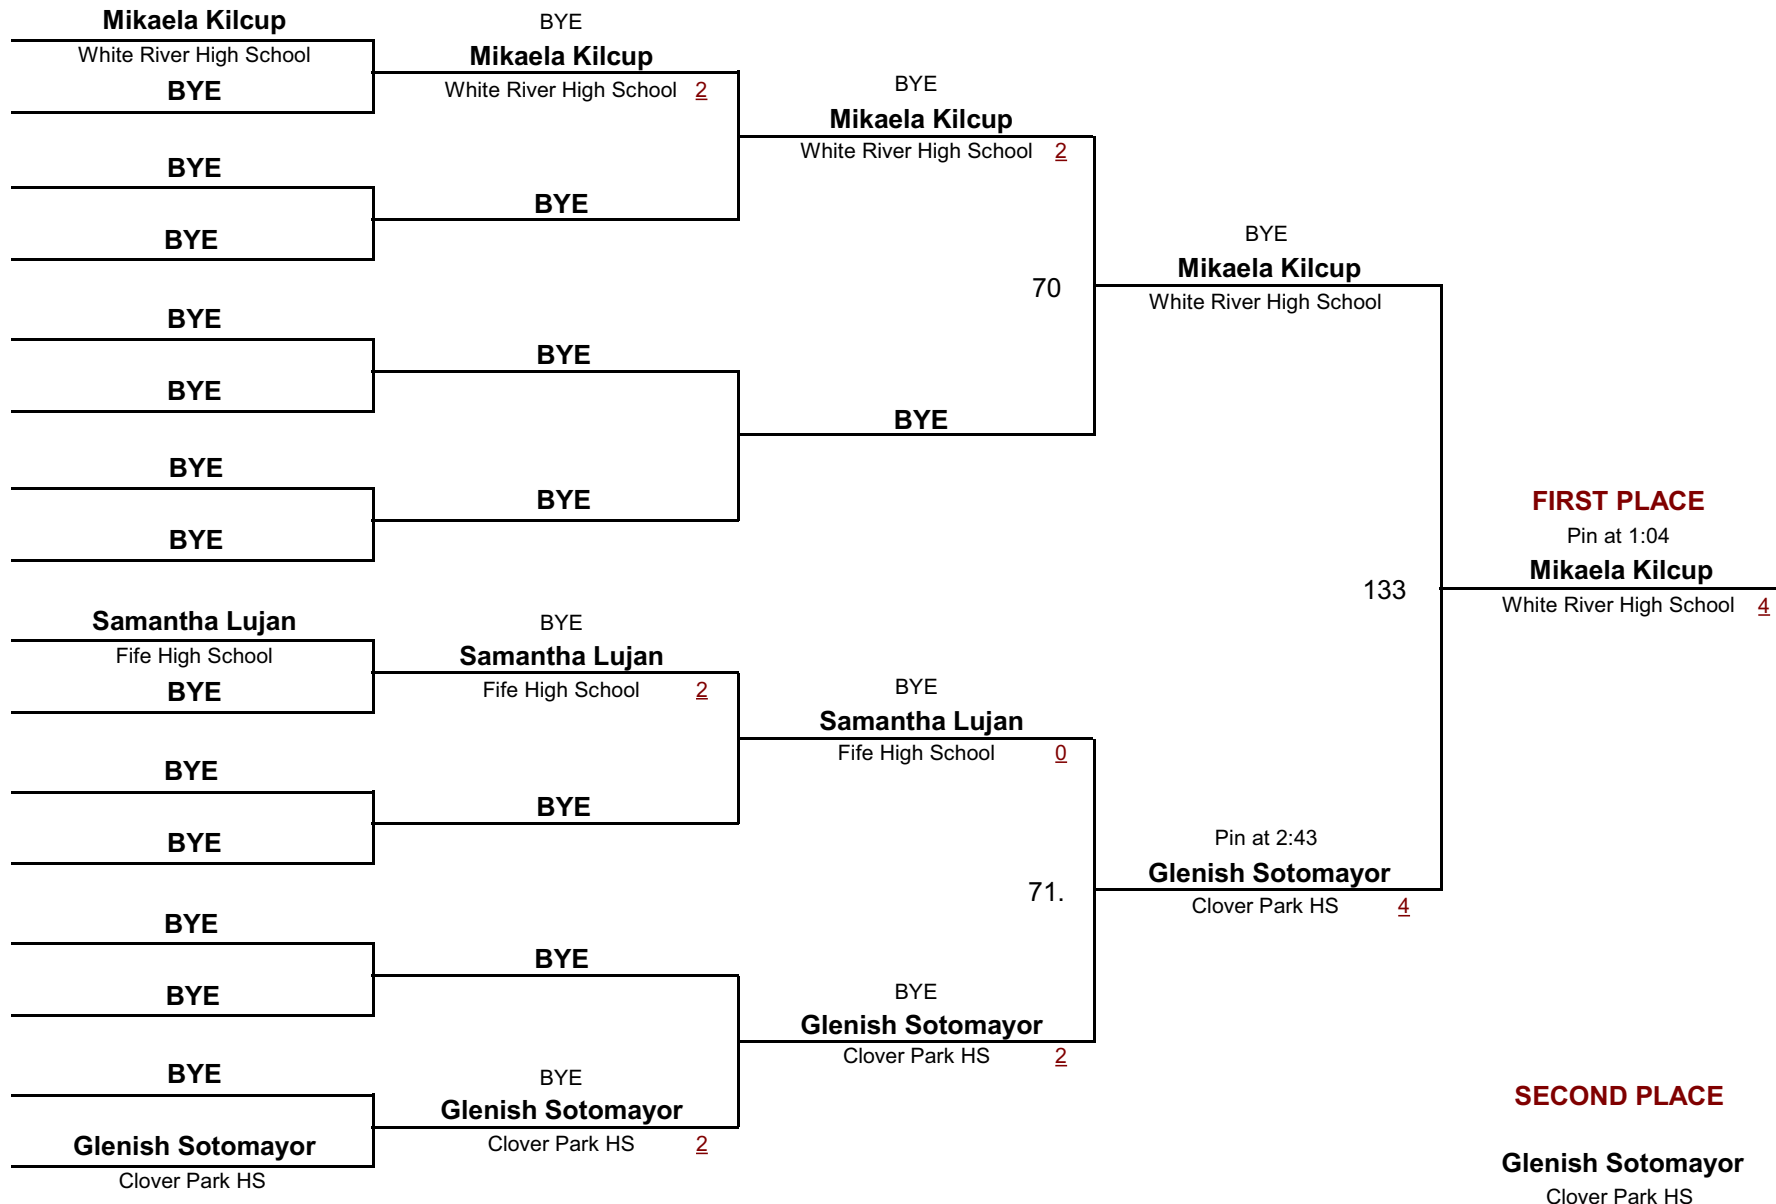 Mikaela Kilcup
White River High School
BYE
BYE
BYE
BYE
BYE
BYE
BYE
Samantha Lujan
Fife High School
BYE
BYE
BYE
BYE
BYE
BYE
Glenish Sotomayor
Clover Park HS
BYE
Mikaela Kilcup
White River High School 2
BYE
BYE
BYE
BYE
Samantha Lujan
Fife High School 2
BYE
BYE
BYE
Glenish Sotomayor
Clover Park HS 2
BYE
Mikaela Kilcup
White River High School 2
70
BYE
BYE
Samantha Lujan
Fife High School 0
71.
BYE
Glenish Sotomayor
Clover Park HS 2
BYE
Mikaela Kilcup
White River High School
133
Pin at 2:43
Glenish Sotomayor
Clover Park HS 4
FIRST PLACE
Pin at 1:04
Mikaela Kilcup
White River High School 4
SECOND PLACE
Glenish Sotomayor
Clover Park HS